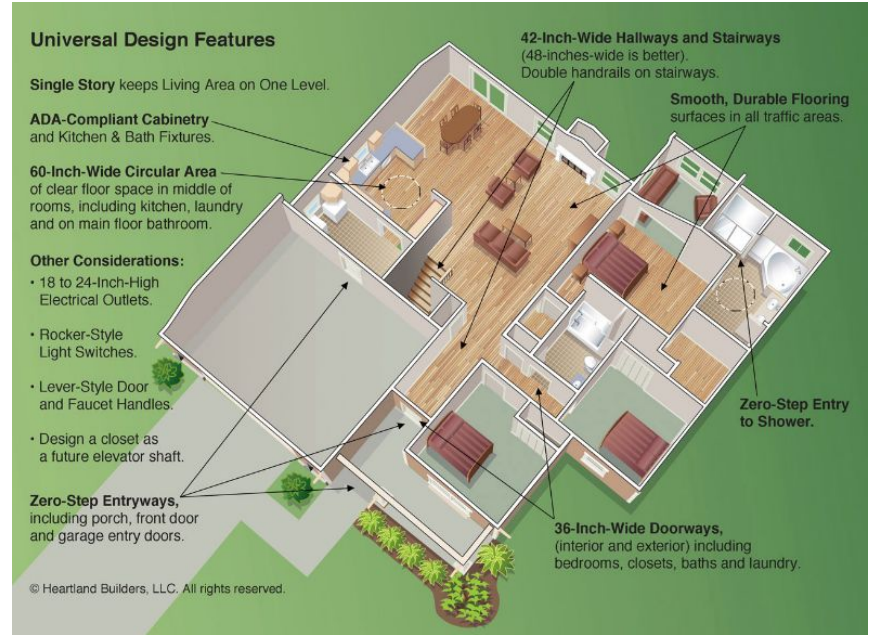 Universal Design Features
Single Story keeps Living Area on One Level.
ADA-Compliant Cabinetry
and Kitchen & Bath Fixtures.
60-Inch-Wide Circular Area
of clear floor space in middle of
rooms, including kitchen, laundry
and on main floor bathroom.
Other Considerations:
• 18 to 24-Inch-High
Electrical Outlets.
• Rocker-Style
Light Switches.
• Lever-Style Door
and Faucet Handles.
• Design a closet as
a future elevator shaft.
Zero-Step Entryways,
including porch, front door
and garage entry doors.
© Heartland Builders, LLC. All rights reserved.
42-Inch-Wide Hallways and Stairways
(48-inches-wide is better).
Double handrails on stairways.
Smooth, Durable Flooring
surfaces in all traffic areas.
Zero-Step Entry
to Shower.
36-Inch-Wide Doorways,
(interior and exterior) including
bedrooms, closets, baths and laundry.